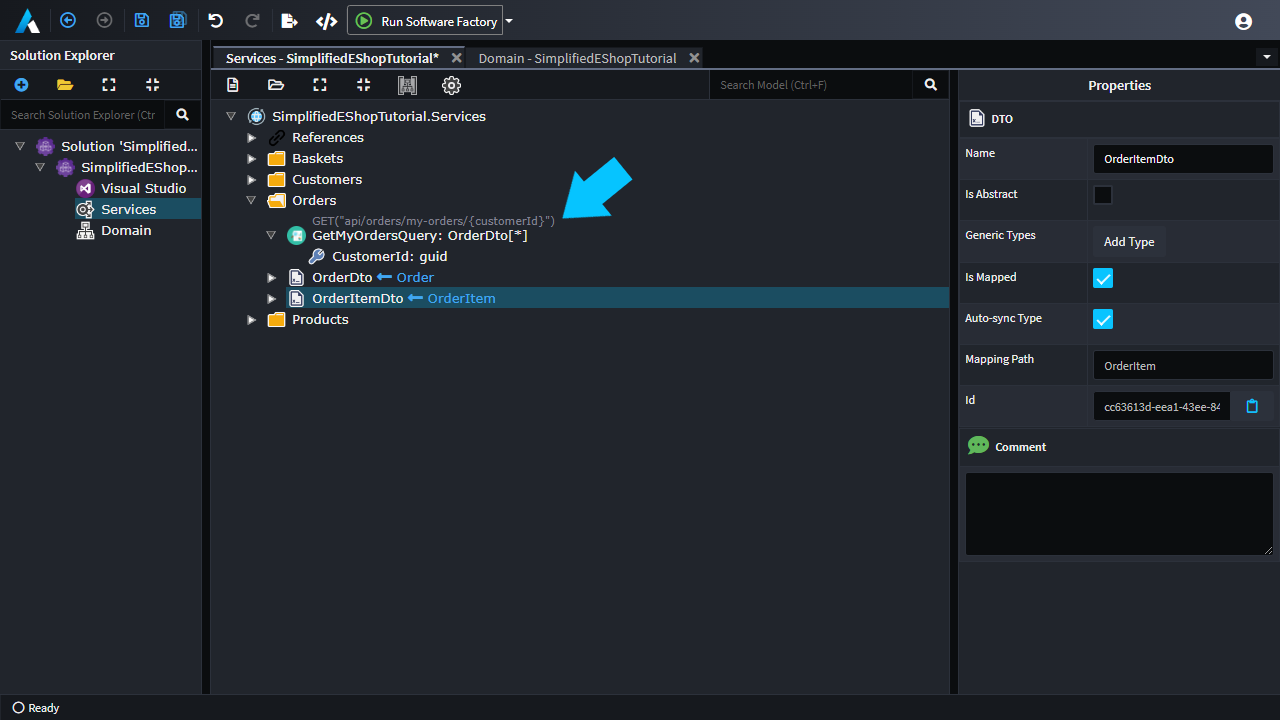 Run Software Factory
Solution Explorer
Search Solution Explorer (Ctr
Solution 'Simplified...
SimplifiedEShop...
Visual Studio
Services
Domain
Services - SimplifiedEShopTutorial*
Domain - SimplifiedEShopTutorial
Search Model (Ctrl+F)
SimplifiedEShopTutorial.Services
References
Baskets
Customers
Orders
GET("api/orders/my-orders/{customerId}")
GetMyOrdersQuery: OrderDto[*]
CustomerId: guid
OrderDto Order
OrderItemDto OrderItem
Products
Properties
DTO
Name
OrderItemDto
Is Abstract
Generic Types
Add Type
Is Mapped
Auto-sync Type
Mapping Path
OrderItem
Id
cc63613d-eea1-43ee-84
Comment
Ready